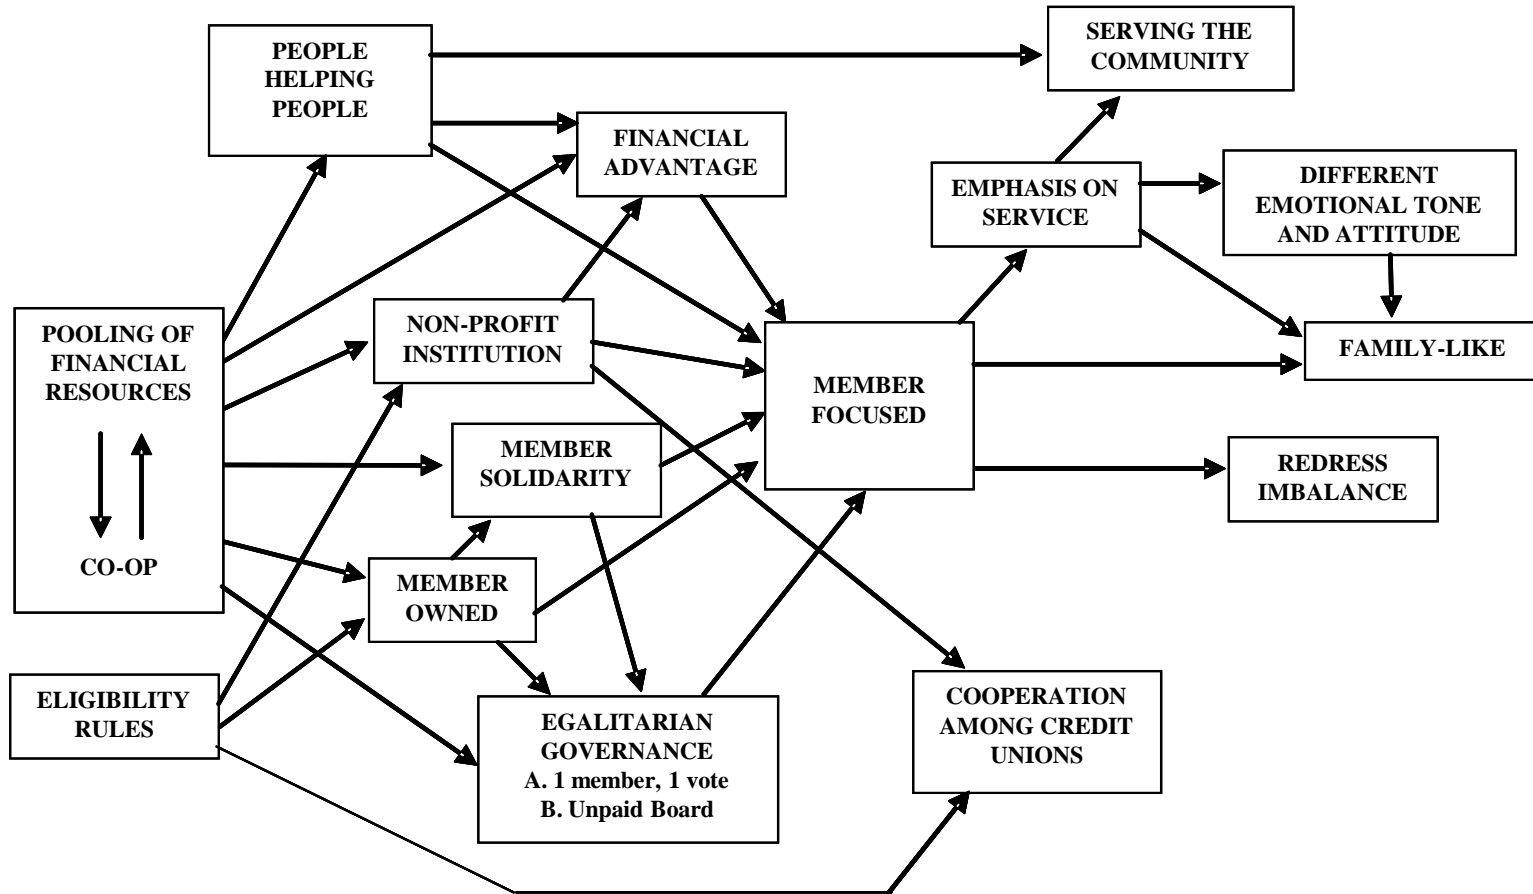 PEOPLE
HELPING
PEOPLE
SERVING THE
COMMUNITY
FINANCIAL
ADVANTAGE
EMPHASIS ON
SERVICE
DIFFERENT
EMOTIONAL TONE
AND ATTITUDE
POOLING OF
FINANCIAL
RESOURCES
CO-OP
NON-PROFIT
INSTITUTION
MEMBER
FOCUSED
FAMILY-LIKE
MEMBER
SOLIDARITY
REDRESS
IMBALANCE
MEMBER
OWNED
ELIGIBILITY
RULES
EGALITARIAN
GOVERNANCE
A. 1 member, 1 vote
B. Unpaid Board
COOPERATION
AMONG CREDIT
UNIONS